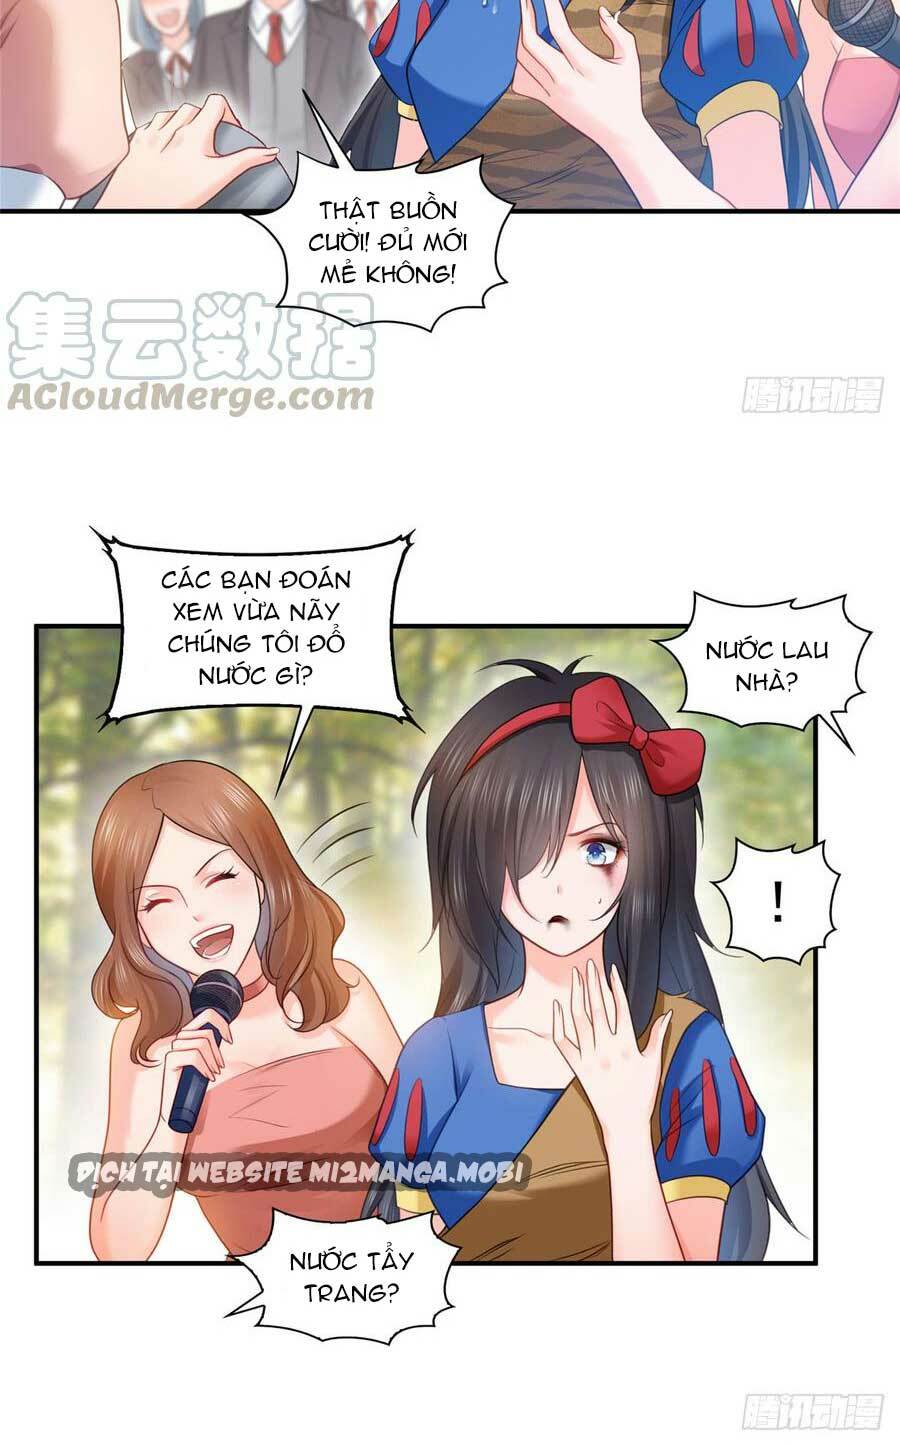 THẬT BUỒN
CƯỜI! ĐỦ MỚI
MẺ KHÔNG!
集云数据
ACloudMerge.com
腾讯动漫
CÁC BẠN ĐOÁN
XEM VỪA NÃY
CHÚNG TÔI ĐỔ
NƯỚC GÌ?
NƯỚC LAU
NHÀ?
!
DỊCH TẠI WEBSITE MI2MANGA.MOBI
NƯỚC TẨY
TRANG?
腾讯动漫